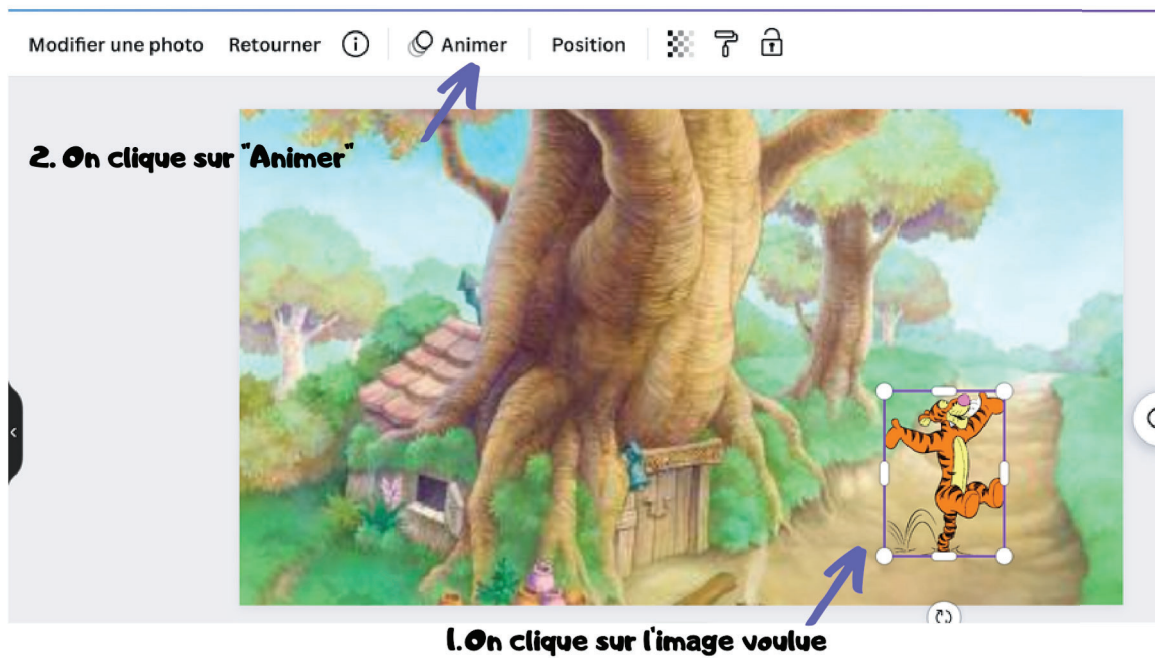 Modifier une photo Retourner Animer Position
2. On clique sur "Animer"
1.On clique sur l'image voulue